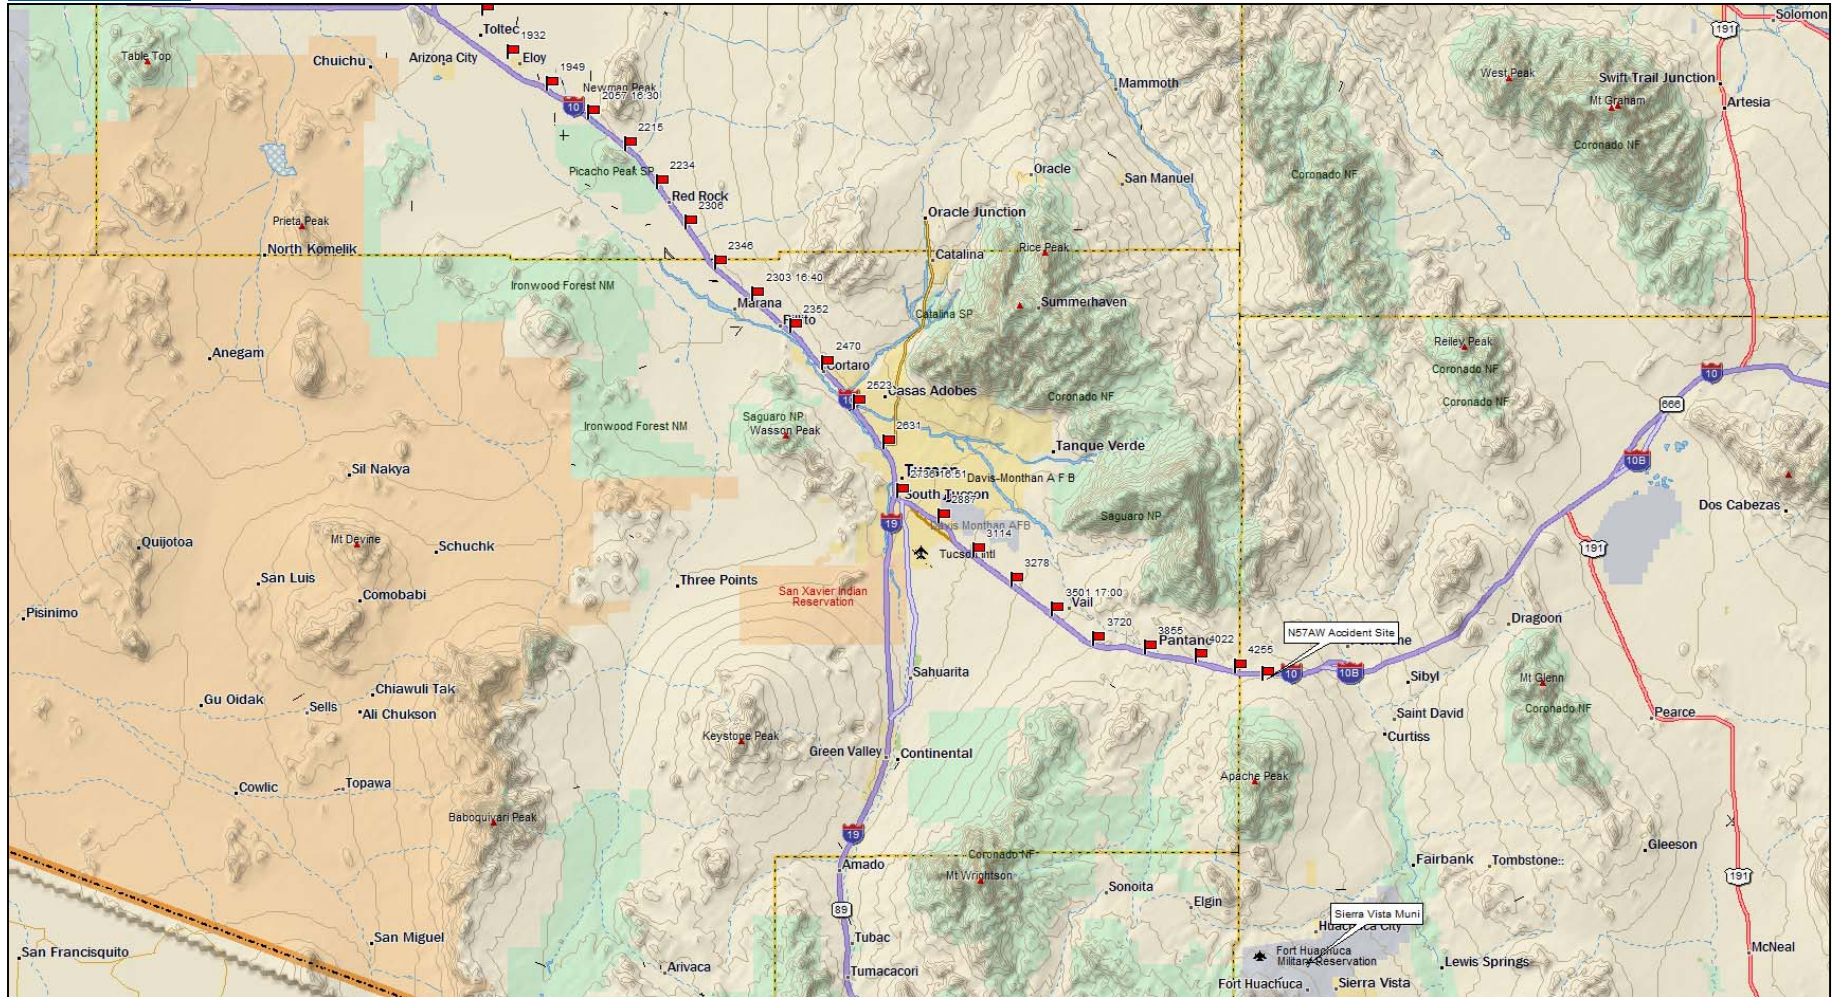 191
Solomon
Toltec
1932
Table Top
Arizona City
Eloy
Chuichu
1949
Newman Peak
2057 16:30
10
Mammoth
West Peak
Swift Trail Junction
Mt Graham
Artesia
2215
Coronado NF
Picacho Peak SP
2234
Oracle
San Manuel
Coronado NF
Red Rock
2306
Prieta Peak
Oracle Junction
North Komelik
2346
Rice Peak
Catalina
Ironwood Forest NM
2303 16:40
Marana
Summerhaven
2352
Catalina SP
Anegam
2470
Cortaro
Reiley Peak
Coronado NF
10
2523
Casas Adobes
Coronado NF
Coronado NF
666
Saguaro NP
Wasson Peak
Ironwood Forest NM
2631
Tanque Verde
10B
Sil Nakya
Tucson
16:51
Davis-Monthan A F B
South Tucson
2887
Dos Cabezas
19
Davis Monthan AFB
Saguaro NP
Quijotoa
Mt Devine
Schuchk
3114
Tucson Intl
191
San Luis
Three Points
3278
Comobabi
San Xavier Indian
Reservation
3501 17:00
Vail
Pisinimo
3720
3855
Pantano
4022
N57AW Accident Site
Dragoon
4255
10
10B
Sibyl
Mt Glenn
Sahuarita
Chiawuli Tak
Gu Oidak
Sells
Ali Chukson
Saint David
Coronado NF
Pearce
Curtiss
Keystone Peak
Green Valley
Continental
Apache Peak
Cowlic
Topawa
Baboquivari Peak
19
Gleeson
Amado
Coronado NF
Fairbank
Tombstone
Mt Wrightson
191
Sonoita
Elgin
89
Sierra Vista Muni
Huachuca City
San Miguel
Tubac
San Francisquito
Fort Huachuca
Military Reservation
McNeal
Arivaca
Tumacacori
Lewis Springs
Fort Huachuca
Sierra Vista